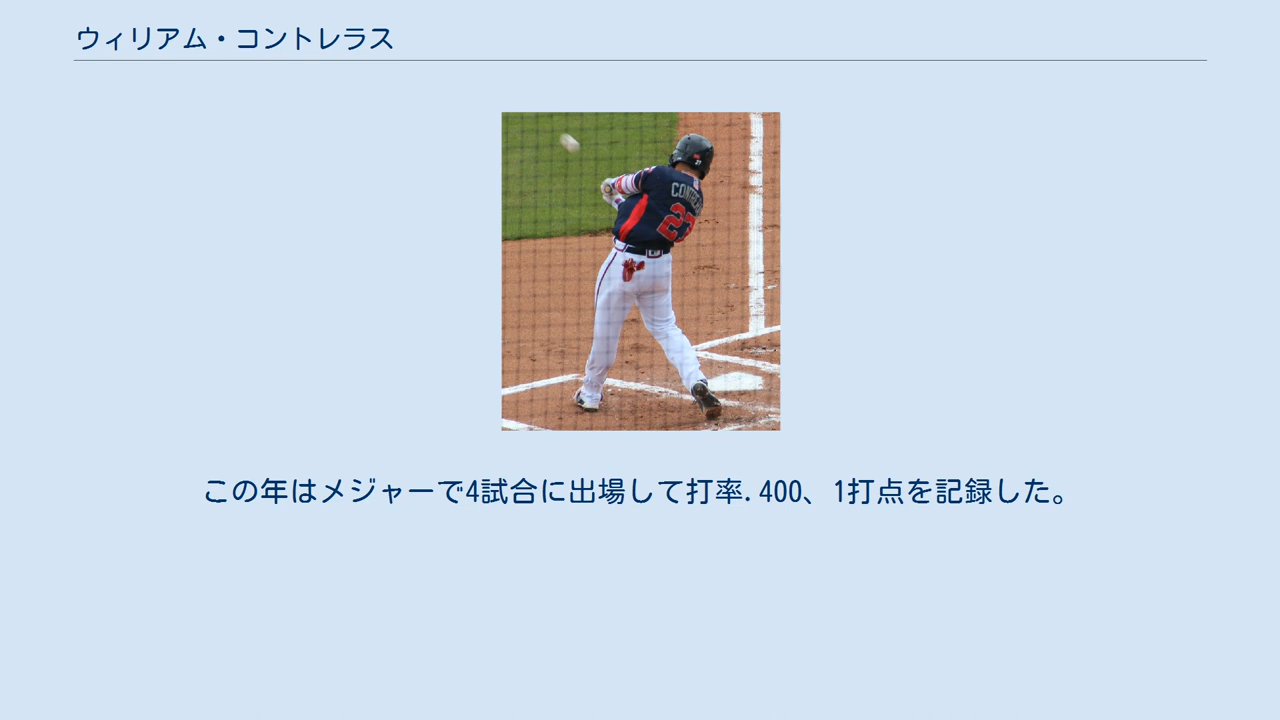 ウィリアム・コントレラス
27
この年はメジャーで4試合に出場して打率.400、1打点を記録した。